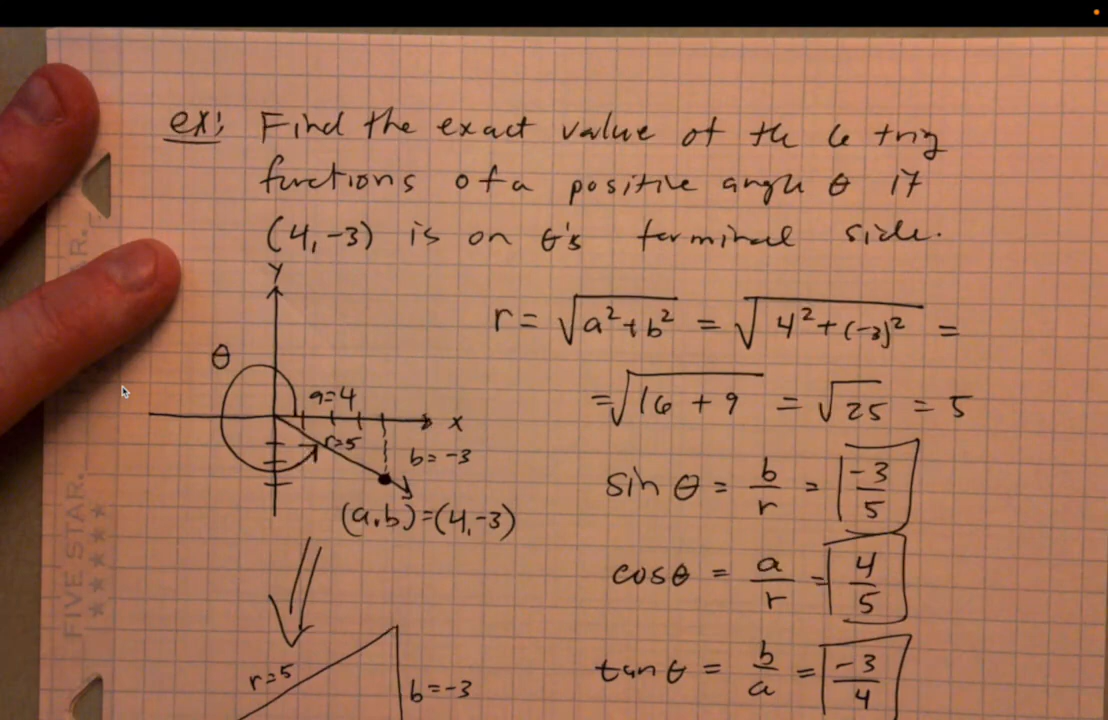 ex: Find the exact value of the 6 trig
functions of a positive angle θ if
(4,-3) is on θ's terminal side.
y
r = √a²+b² = √4²+(-3)² =
θ
a=4
=√16 + 9 = √25 = 5
x
r=5
b=-3
sin θ = b/r = -3/5
(a,b)=(4,-3)
cosθ = a/r = 4/5
tanθ = b/a = -3/4
r=5
b=-3
FIVE STAR.